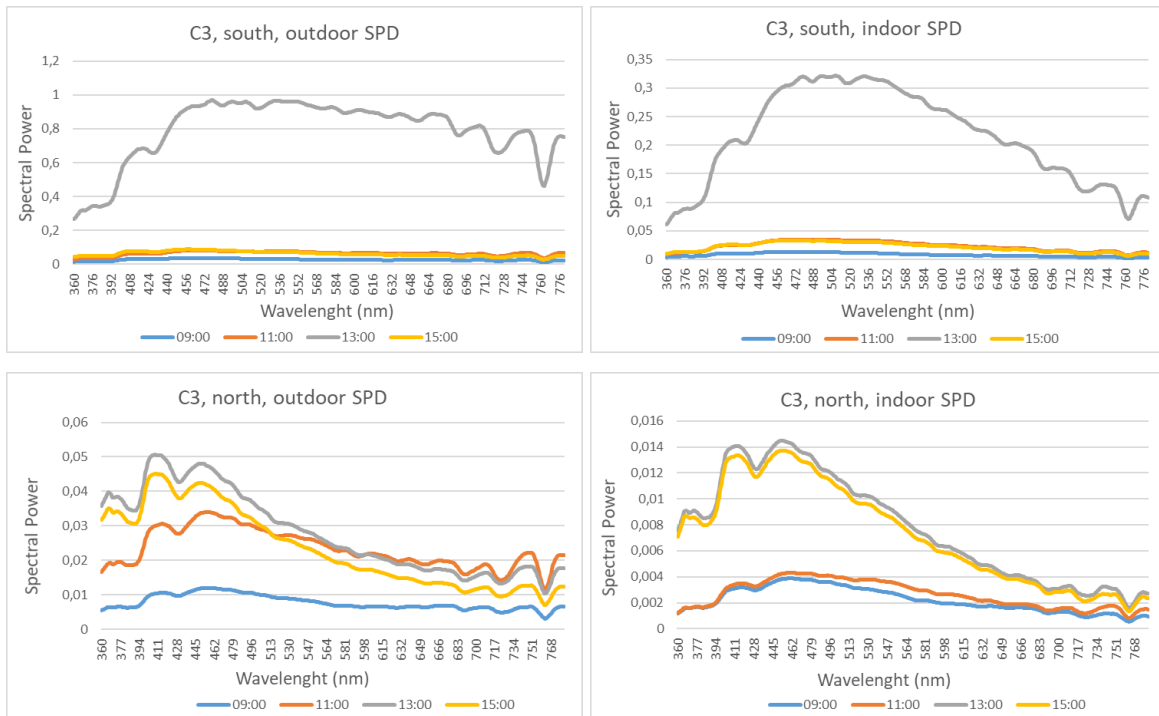 C3, south, outdoor SPD
Spectral Power
1,2
1
0,8
0,6
0,4
0,2
0
360 376 392 408 424 440 456 472 488 504 520 536 552 568 584 600 616 632 648 664 680 696 712 728 744 760 776
Wavelenght (nm)
09:00 11:00 13:00 15:00
C3, south, indoor SPD
Spectral Power
0,35
0,3
0,25
0,2
0,15
0,1
0,05
0
360 376 392 408 424 440 456 472 488 504 520 536 552 568 584 600 616 632 648 664 680 696 712 728 744 760 776
Wavelenght (nm)
09:00 11:00 13:00 15:00
C3, north, outdoor SPD
Spectral Power
0,06
0,05
0,04
0,03
0,02
0,01
0
360 377 394 411 428 445 462 479 496 513 530 547 564 581 598 615 632 649 666 683 700 717 734 751 768
Wavelenght (nm)
09:00 11:00 13:00 15:00
C3, north, indoor SPD
Spectral Power
0,016
0,014
0,012
0,01
0,008
0,006
0,004
0,002
0
360 377 394 411 428 445 462 479 496 513 530 547 564 581 598 615 632 649 666 683 700 717 734 751 768
Wavelenght (nm)
09:00 11:00 13:00 15:00